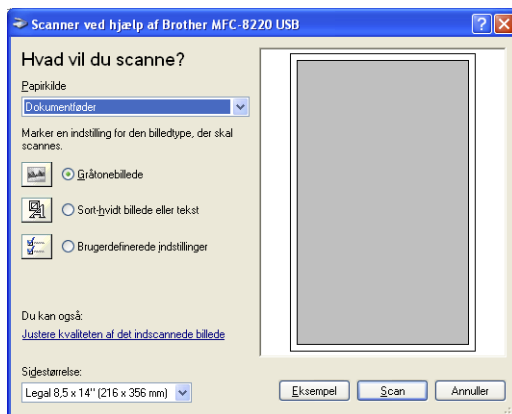 Scanner ved hjælp af Brother MFC-8220 USB
Hvad vil du scanne?
Papirkilde
Dokumentføder
Marker en indstilling for den billedtype, der skal
scannes.
Gråtonebillede
Sort-hvidt billede eller tekst
Brugerdefinerede indstillinger
Du kan også:
Justere kvaliteten af det indscannede billede
Sidestørrelse:
Legal 8,5 x 14" (216 x 356 mm)
Eksempel
Scan
Annuller